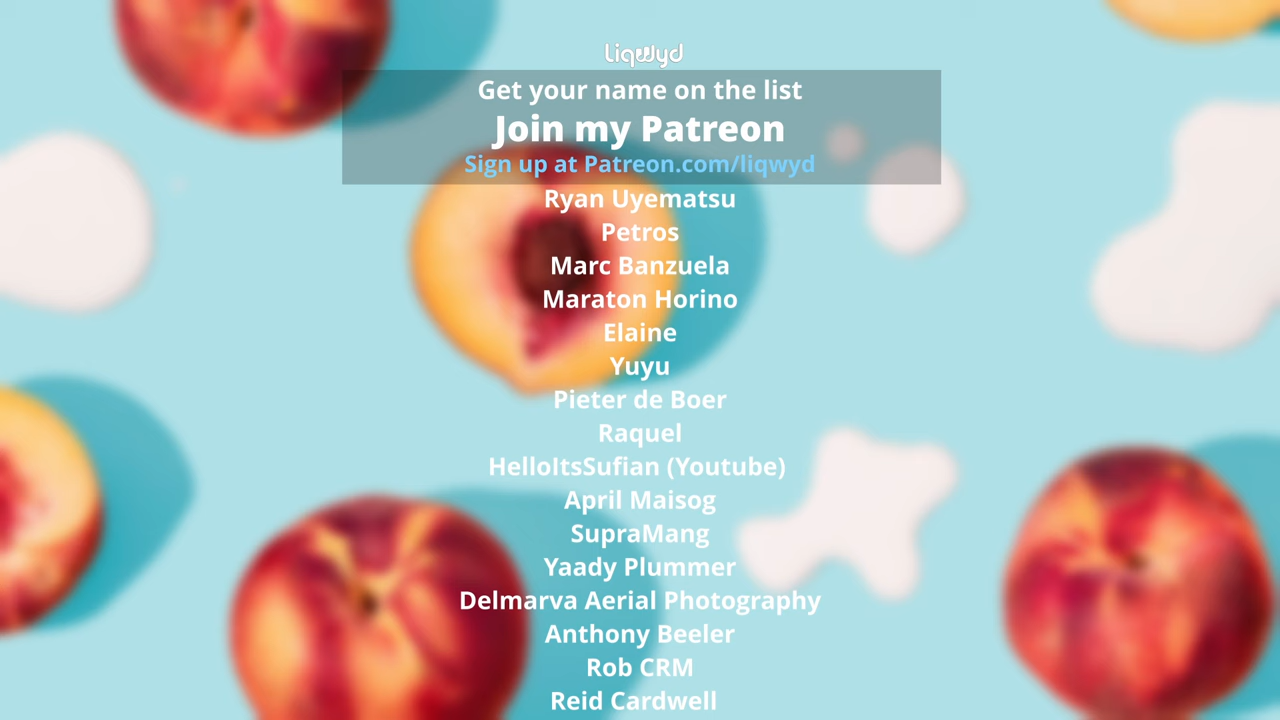 Liqwyd
Get your name on the list
Join my Patreon
Sign up at Patreon.com/liqwyd
Ryan Uyematsu
Petros
Marc Banzuela
Maraton Horino
Elaine
Yuyu
Pieter de Boer
Raquel
HelloItsSufian (Youtube)
April Maisog
SupraMang
Yaady Plummer
Delmarva Aerial Photography
Anthony Beeler
Rob CRM
Reid Cardwell